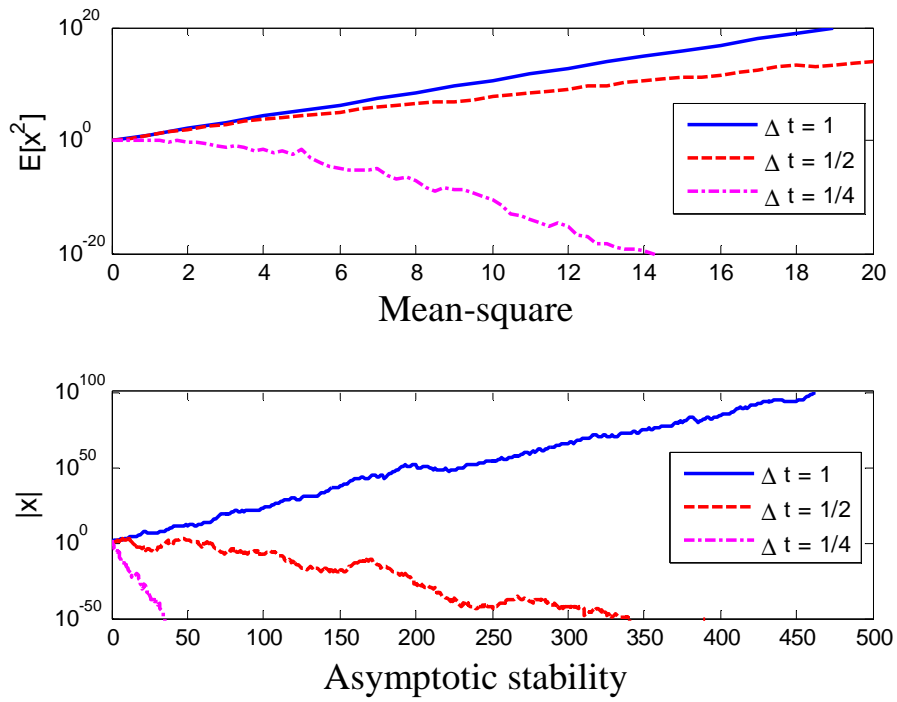 10^20
10^0
10^-20
E[x^2]
Δ t = 1
Δ t = 1/2
Δ t = 1/4
0 2 4 6 8 10 12 14 16 18 20
Mean-square
10^100
10^50
10^0
10^-50
|x|
Δ t = 1
Δ t = 1/2
Δ t = 1/4
0 50 100 150 200 250 300 350 400 450 500
Asymptotic stability